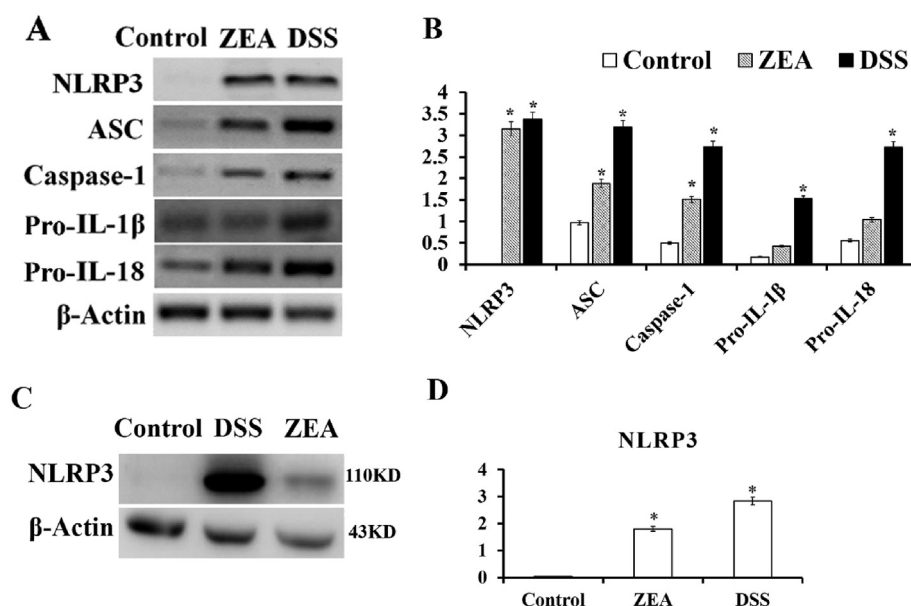 A
Control ZEA DSS
NLRP3
ASC
Caspase-1
Pro-IL-1β
Pro-IL-18
β-Actin
B
Control ZEA DSS
4
3.5
3
2.5
2
1.5
1
0.5
0
* *
* *
* *
*
*
NLRP3
ASC
Caspase-1
Pro-IL-1β
Pro-IL-18
C
Control DSS ZEA
NLRP3 110KD
β-Actin 43KD
D
NLRP3
4
3
2
1
0
* *
Control ZEA DSS